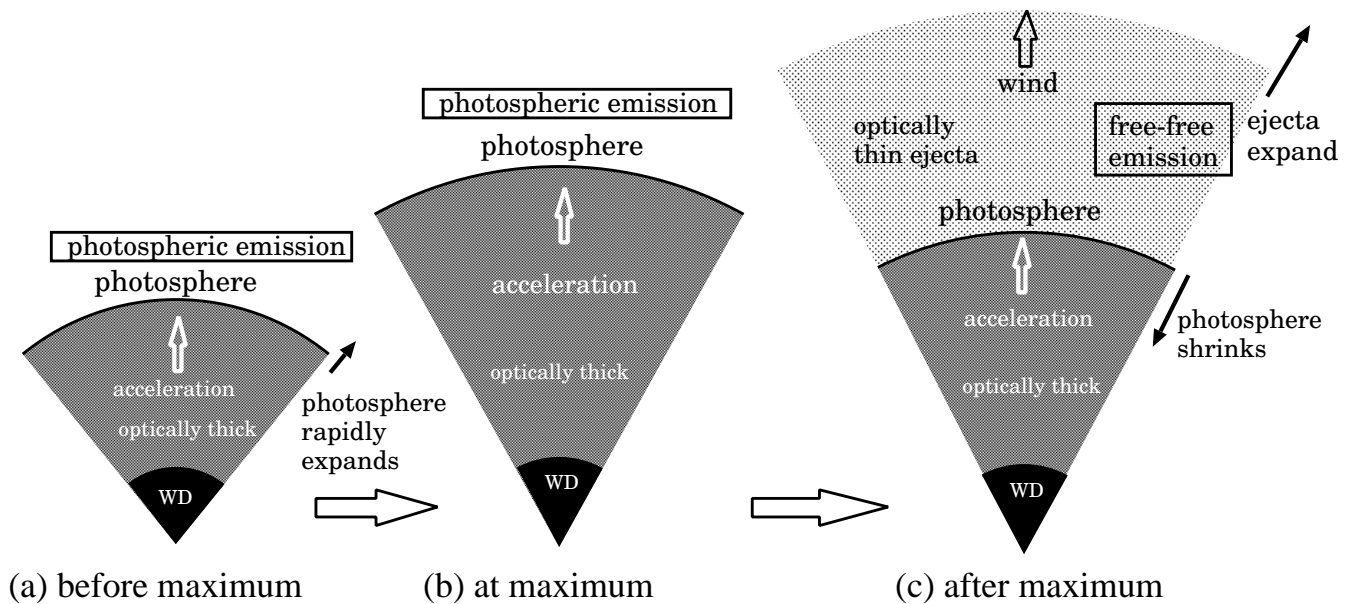 photospheric emission
photosphere
acceleration
optically thick
WD
photosphere
rapidly
expands
(a) before maximum
photospheric emission
photosphere
acceleration
optically thick
WD
(b) at maximum
wind
optically
thin ejecta
free-free
emission
ejecta
expand
photosphere
acceleration
optically thick
photosphere
shrinks
WD
(c) after maximum